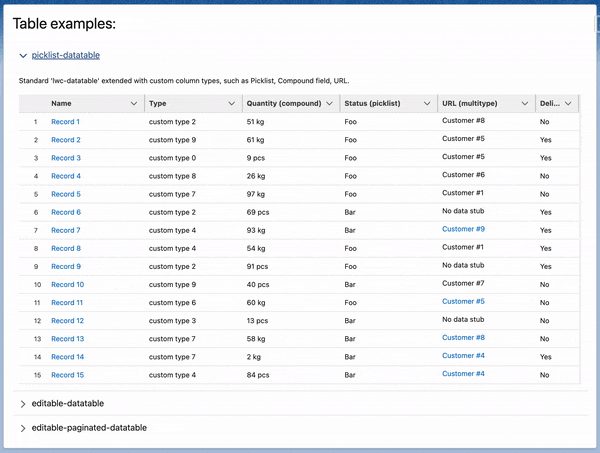 Table examples:
picklist-datatable
Standard 'lwc-datatable' extended with custom column types, such as Picklist, Compound field, URL.
Name Type Quantity (compound) Status (picklist) URL (multitype) Deli...
1 Record 1 custom type 2 51 kg Foo Customer #8 No
2 Record 2 custom type 9 61 kg Foo Customer #5 Yes
3 Record 3 custom type 0 9 pcs Foo Customer #5 Yes
4 Record 4 custom type 8 26 kg Foo Customer #6 No
5 Record 5 custom type 7 97 kg Foo Customer #1 No
6 Record 6 custom type 2 69 pcs Bar No data stub Yes
7 Record 7 custom type 4 93 kg Bar Customer #9 Yes
8 Record 8 custom type 4 54 kg Foo Customer #1 Yes
9 Record 9 custom type 2 91 pcs Foo No data stub Yes
10 Record 10 custom type 9 40 pcs Bar Customer #7 No
11 Record 11 custom type 6 60 kg Foo Customer #5 No
12 Record 12 custom type 3 13 pcs Bar No data stub No
13 Record 13 custom type 7 58 kg Bar Customer #8 No
14 Record 14 custom type 7 2 kg Bar Customer #4 Yes
15 Record 15 custom type 4 84 pcs Bar Customer #4 No
editable-datatable
editable-paginated-datatable